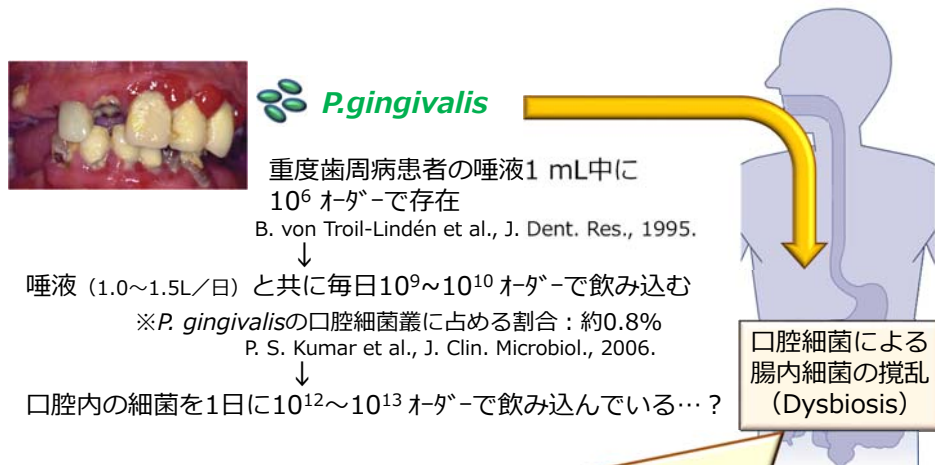 P.gingivalis
重度歯周病患者の唾液1 mL中に
10⁶ オーダーで存在
B. von Troil-Lindén et al., J. Dent. Res., 1995.
↓
唾液（1.0～1.5L／日）と共に毎日10⁹~10¹⁰ オーダーで飲み込む
※P. gingivalisの口腔細菌叢に占める割合：約0.8%
P. S. Kumar et al., J. Clin. Microbiol., 2006.
↓
口腔内の細菌を1日に10¹²～10¹³ オーダーで飲み込んでいる…？
口腔細菌による
腸内細菌の撹乱
（Dysbiosis）